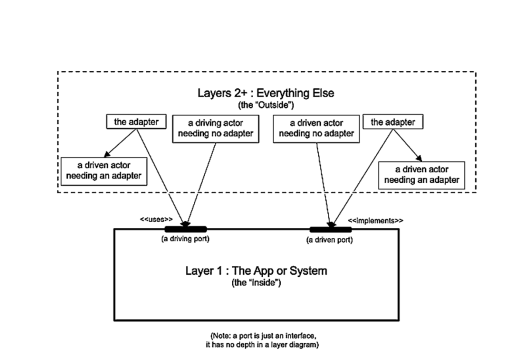 Layers 2+ : Everything Else
(the "Outside")
the adapter
a driving actor
needing no adapter
a driven actor
needing no adapter
the adapter
a driven actor
needing an adapter
a driven actor
needing an adapter
<<uses>>
<<implements>>
(a driving port)
(a driven port)
Layer 1 : The App or System
(the "Inside")
{Note: a port is just an interface,
it has no depth in a layer diagram}